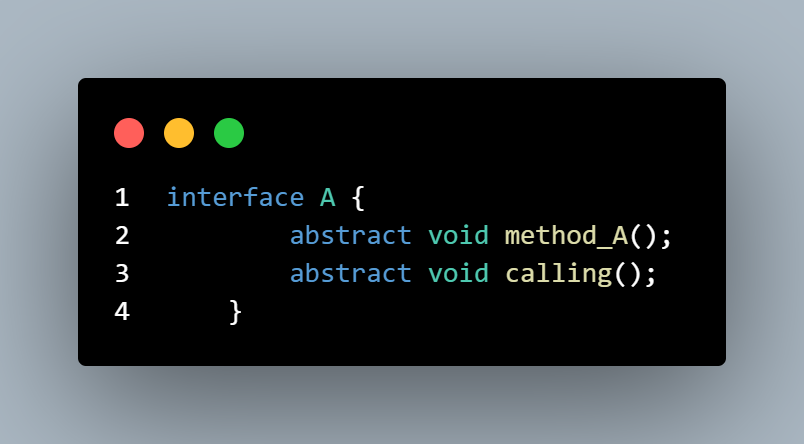 1 interface A {
2         abstract void method_A();
3         abstract void calling();
4     }